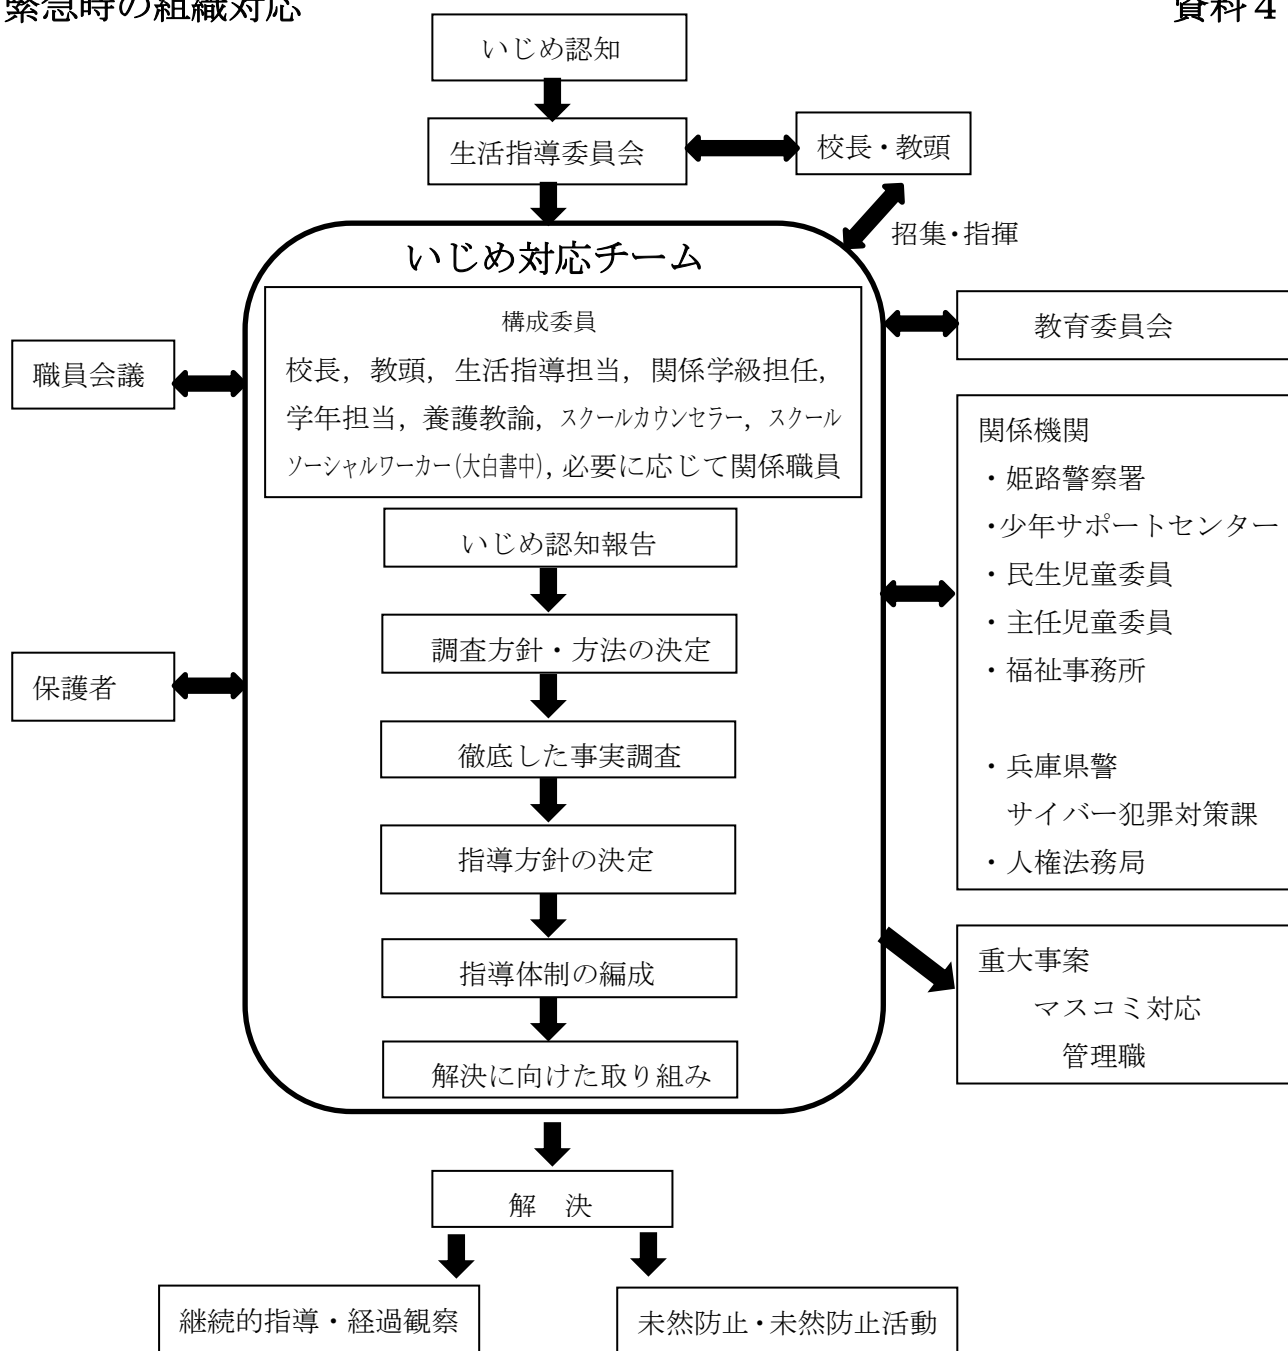 緊急時の組織対応
資料４
いじめ認知
生活指導委員会
校長・教頭
招集・指揮
いじめ対応チーム
構成委員
校長，教頭，生活指導担当，関係学級担任，
学年担当，養護教諭，スクールカウンセラー，スクール
ソーシャルワーカー(大白書中)，必要に応じて関係職員
職員会議
保護者
教育委員会
関係機関
・姫路警察署
・少年サポートセンター
・民生児童委員
・主任児童委員
・福祉事務所
・兵庫県警
サイバー犯罪対策課
・人権法務局
重大事案
マスコミ対応
管理職
いじめ認知報告
調査方針・方法の決定
徹底した事実調査
指導方針の決定
指導体制の編成
解決に向けた取り組み
解　決
継続的指導・経過観察
未然防止・未然防止活動